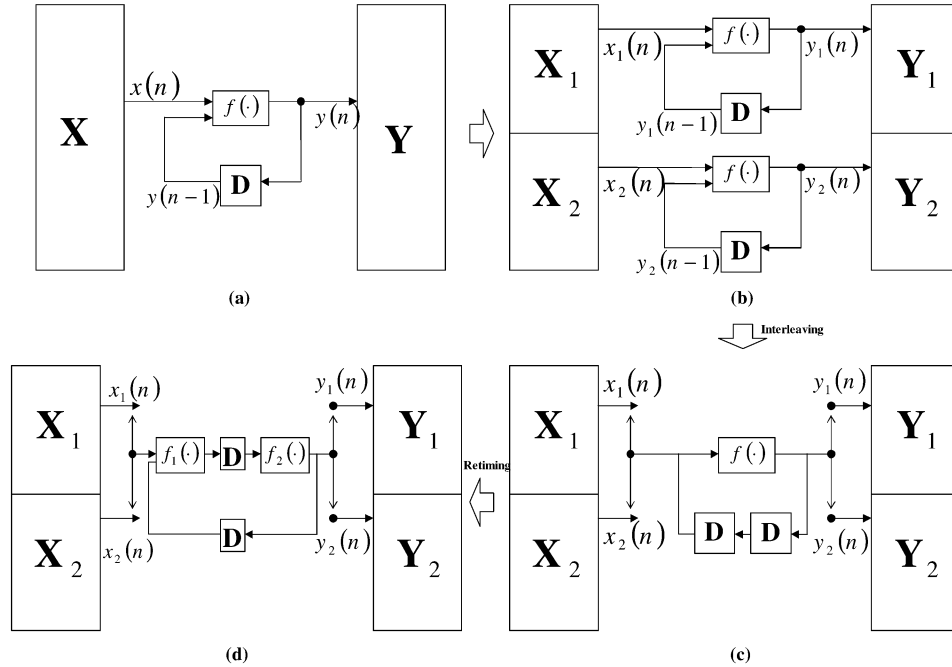 X
x(n)
f(·)
y(n)
y(n−1)
D
Y
(a)
X1
X2
x1(n)
f(·)
y1(n)
y1(n−1)
D
x2(n)
f(·)
y2(n)
y2(n−1)
D
Y1
Y2
(b)
Interleaving
X1
X2
x1(n)
x2(n)
f1(·)
D
f2(·)
D
y1(n)
y2(n)
Y1
Y2
(d)
Retiming
X1
X2
x1(n)
x2(n)
f(·)
D
D
y1(n)
y2(n)
Y1
Y2
(c)